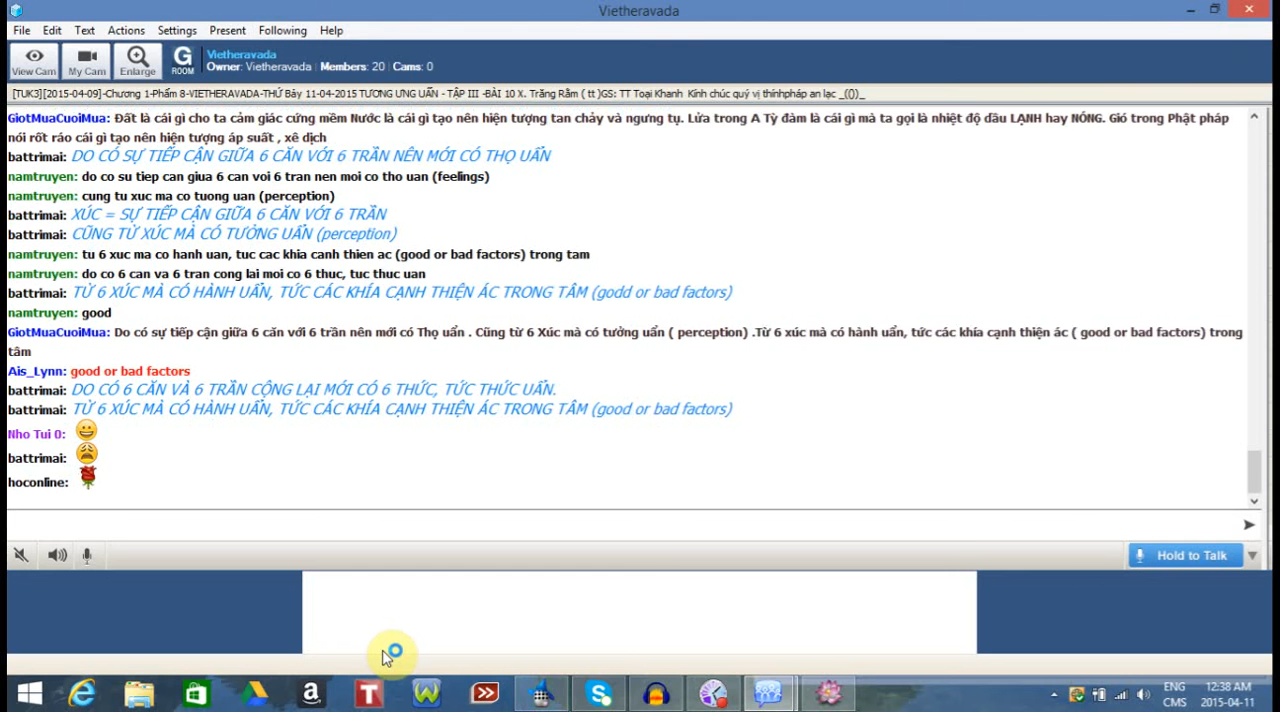 Vietheravada
File Edit Text Actions Settings Present Following Help
View Cam My Cam Enlarge G ROOM
Vietheravada
Owner: Vietheravada | Members: 20 | Cams: 0
[TUK3][2015-04-09]-Chương 1-Phẩm 8-VIETHERAVADA-THỨ Bảy 11-04-2015 TƯƠNG ƯNG UẨN - TẬP III -BÀI 10 X. Trăng Rằm ( tt )GS: TT Toại Khanh Kính chúc quý vị thínhpháp an lạc _(())_
GiotMuaCuoiMua: Đất là cái gì cho ta cảm giác cứng mềm Nước là cái gì tạo nên hiện tượng tan chảy và ngưng tụ. Lửa trong A Tỳ đàm là cái gì mà ta gọi là nhiệt độ dầu LẠNH hay NÓNG. Gió trong Phật pháp
nói rốt ráo cái gì tạo nên hiện tượng áp suất , xê dịch
battrimai: DO CÓ SỰ TIẾP CẬN GIỮA 6 CĂN VỚI 6 TRẦN NÊN MỚI CÓ THỌ UẨN
namtruyen: do co su tiep can giua 6 can voi 6 tran nen moi co tho uan (feelings)
namtruyen: cung tu xuc ma co tuong uan (perception)
battrimai: XÚC = SỰ TIẾP CẬN GIỮA 6 CĂN VỚI 6 TRẦN
battrimai: CŨNG TỪ XÚC MÀ CÓ TƯỞNG UẨN (perception)
namtruyen: tu 6 xuc ma co hanh uan, tuc cac khia canh thien ac (good or bad factors) trong tam
namtruyen: do co 6 can va 6 tran cong lai moi co 6 thuc, tuc thuc uan
battrimai: TỪ 6 XÚC MÀ CÓ HÀNH UẨN, TỨC CÁC KHÍA CẠNH THIỆN ÁC TRONG TÂM (godd or bad factors)
namtruyen: good
GiotMuaCuoiMua: Do có sự tiếp cận giữa 6 căn với 6 trần nên mới có Thọ uẩn . Cũng từ 6 Xúc mà có tưởng uẩn ( perception) .Từ 6 xúc mà có hành uẩn, tức các khía cạnh thiện ác ( good or bad factors) trong
tâm
Ais_Lynn: good or bad factors
battrimai: DO CÓ 6 CĂN VÀ 6 TRẦN CỘNG LẠI MỚI CÓ 6 THỨC, TỨC THỨC UẨN.
battrimai: TỪ 6 XÚC MÀ CÓ HÀNH UẨN, TỨC CÁC KHÍA CẠNH THIỆN ÁC TRONG TÂM (good or bad factors)
Nho Tui 0:
battrimai:
hoconline:
Hold to Talk
ENG 12:38 AM
CMS 2015-04-11